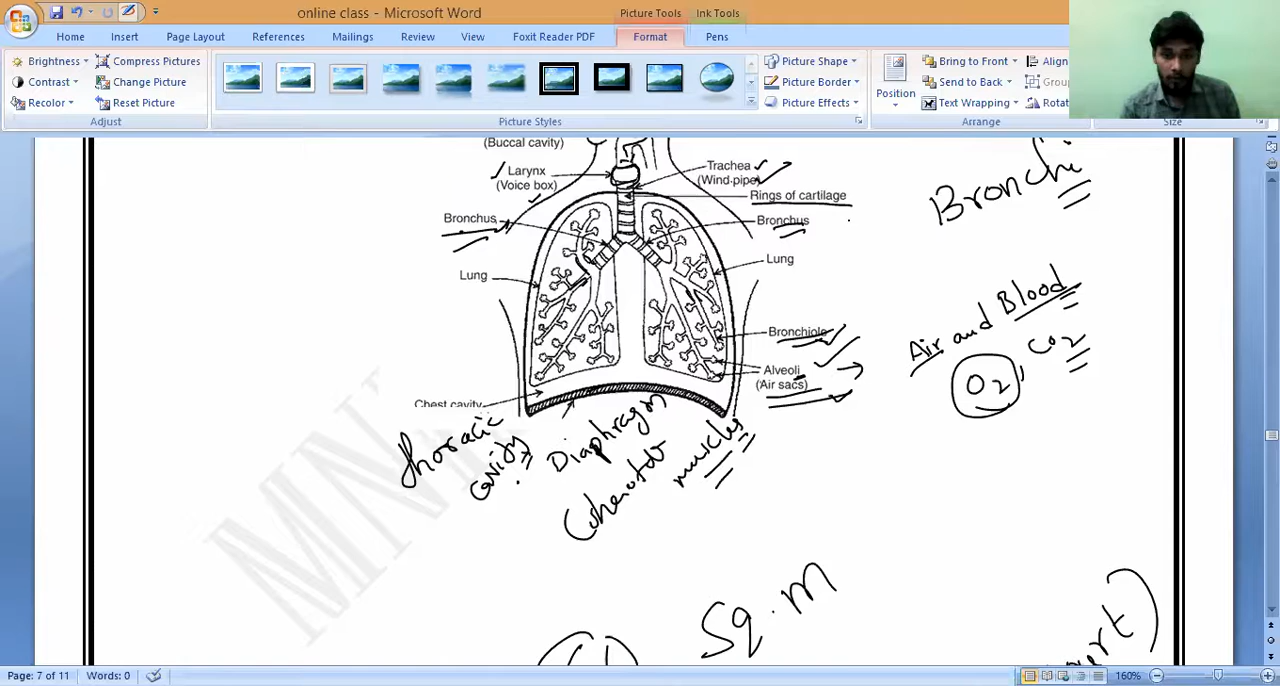 online class - Microsoft Word
Picture Tools
Ink Tools
Home
Insert
Page Layout
References
Mailings
Review
View
Foxit Reader PDF
Format
Pens
Brightness
Contrast
Recolor
Compress Pictures
Change Picture
Reset Picture
Adjust
Picture Styles
Picture Shape
Picture Border
Picture Effects
Position
Bring to Front
Send to Back
Text Wrapping
Align
Group
Rotat
Arrange
Size
(Buccal cavity)
Larynx
(Voice box)
Trachea
(Wind-pipe)
Rings of cartilage
Bronchus
Bronchus
Lung
Lung
Bronchiole
Alveoli
(Air sacs)
Chest cavity
Bronchi
Air and Blood
O2, CO2
thoracic
cavity
Diaphragm
muscles
MN
Sq.m
Page: 7 of 11
Words: 0
160%